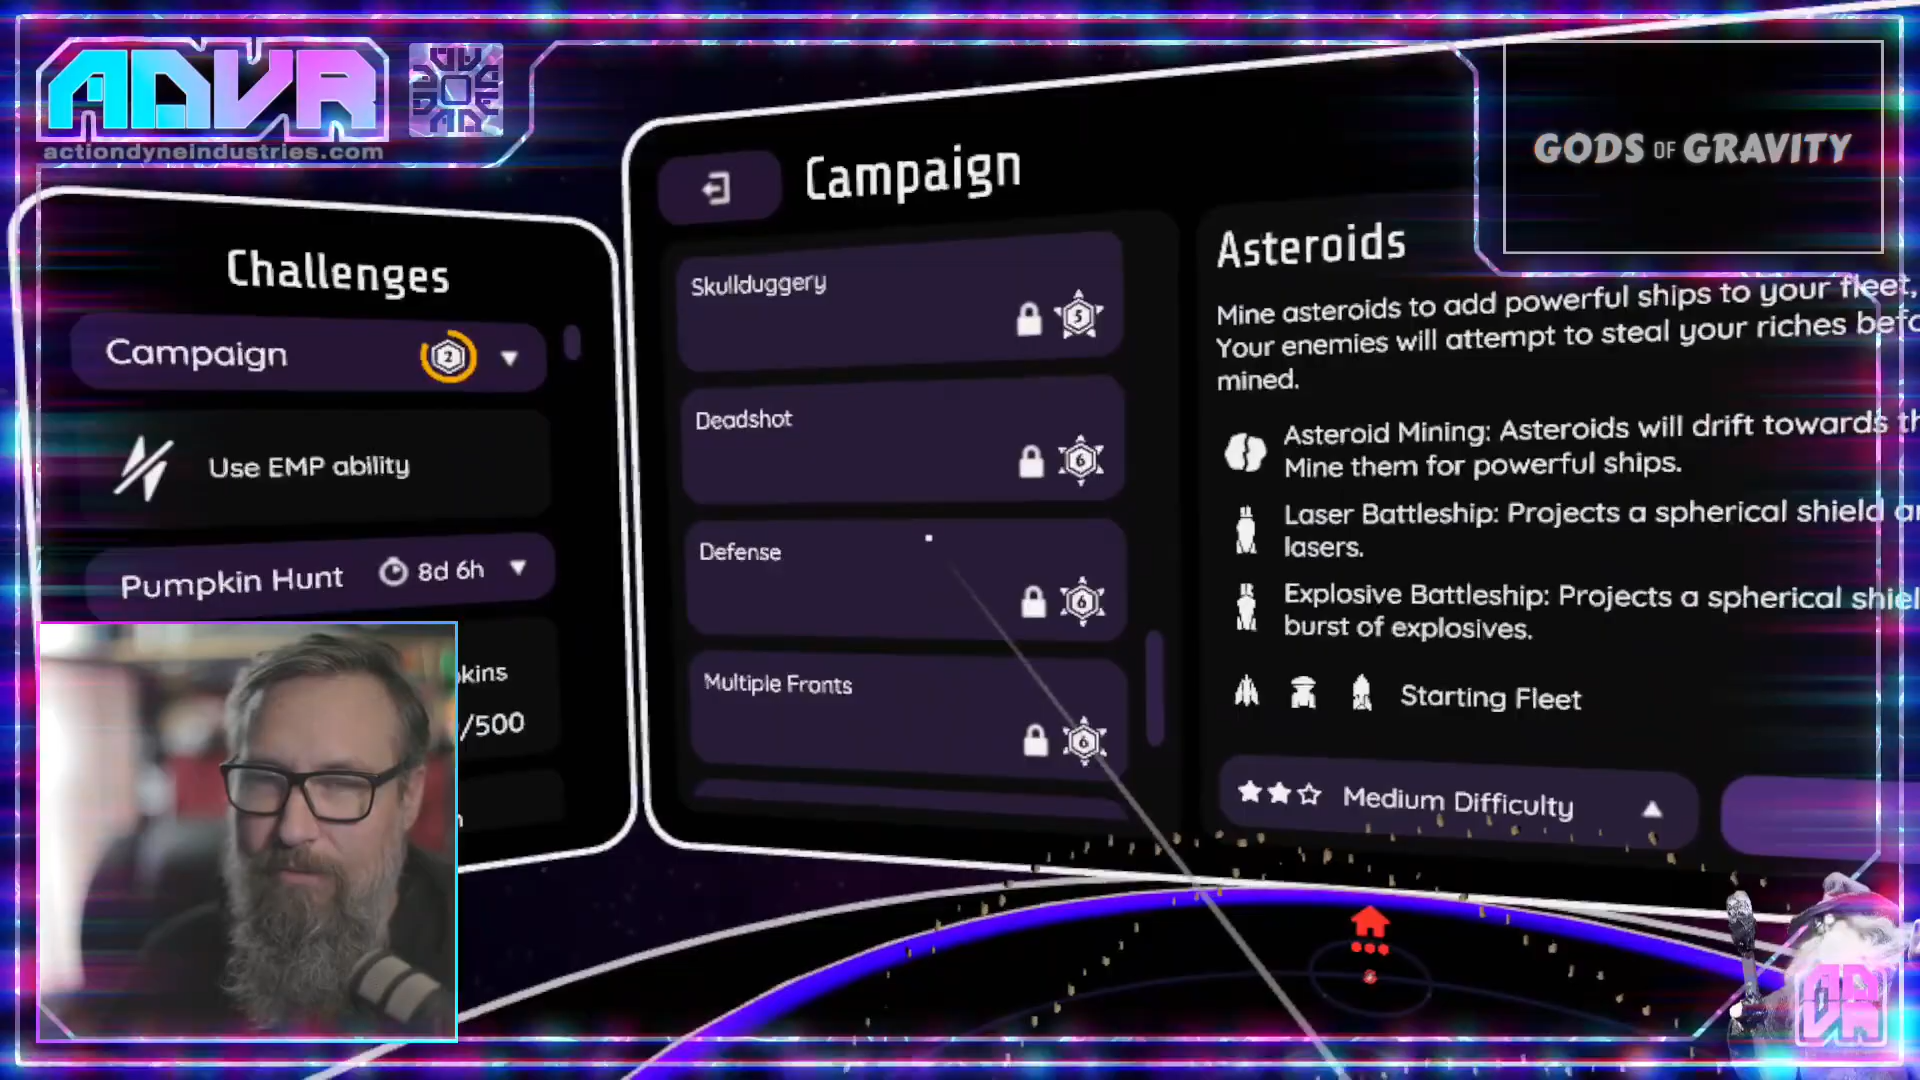 ADVR
actiondyneindustries.com
GODS OF GRAVITY
Challenges
Campaign
2
Use EMP ability
Pumpkin Hunt
8d 6h
/500
Campaign
Skullduggery
5
Deadshot
6
Defense
6
Multiple Fronts
6
Asteroids
Mine asteroids to add powerful ships to your fleet,
Your enemies will attempt to steal your riches
mined.
Asteroid Mining: Asteroids will drift towards
Mine them for powerful ships.
Laser Battleship: Projects a spherical shield
lasers.
Explosive Battleship: Projects a spherical
burst of explosives.
Starting Fleet
Medium Difficulty
ADVR